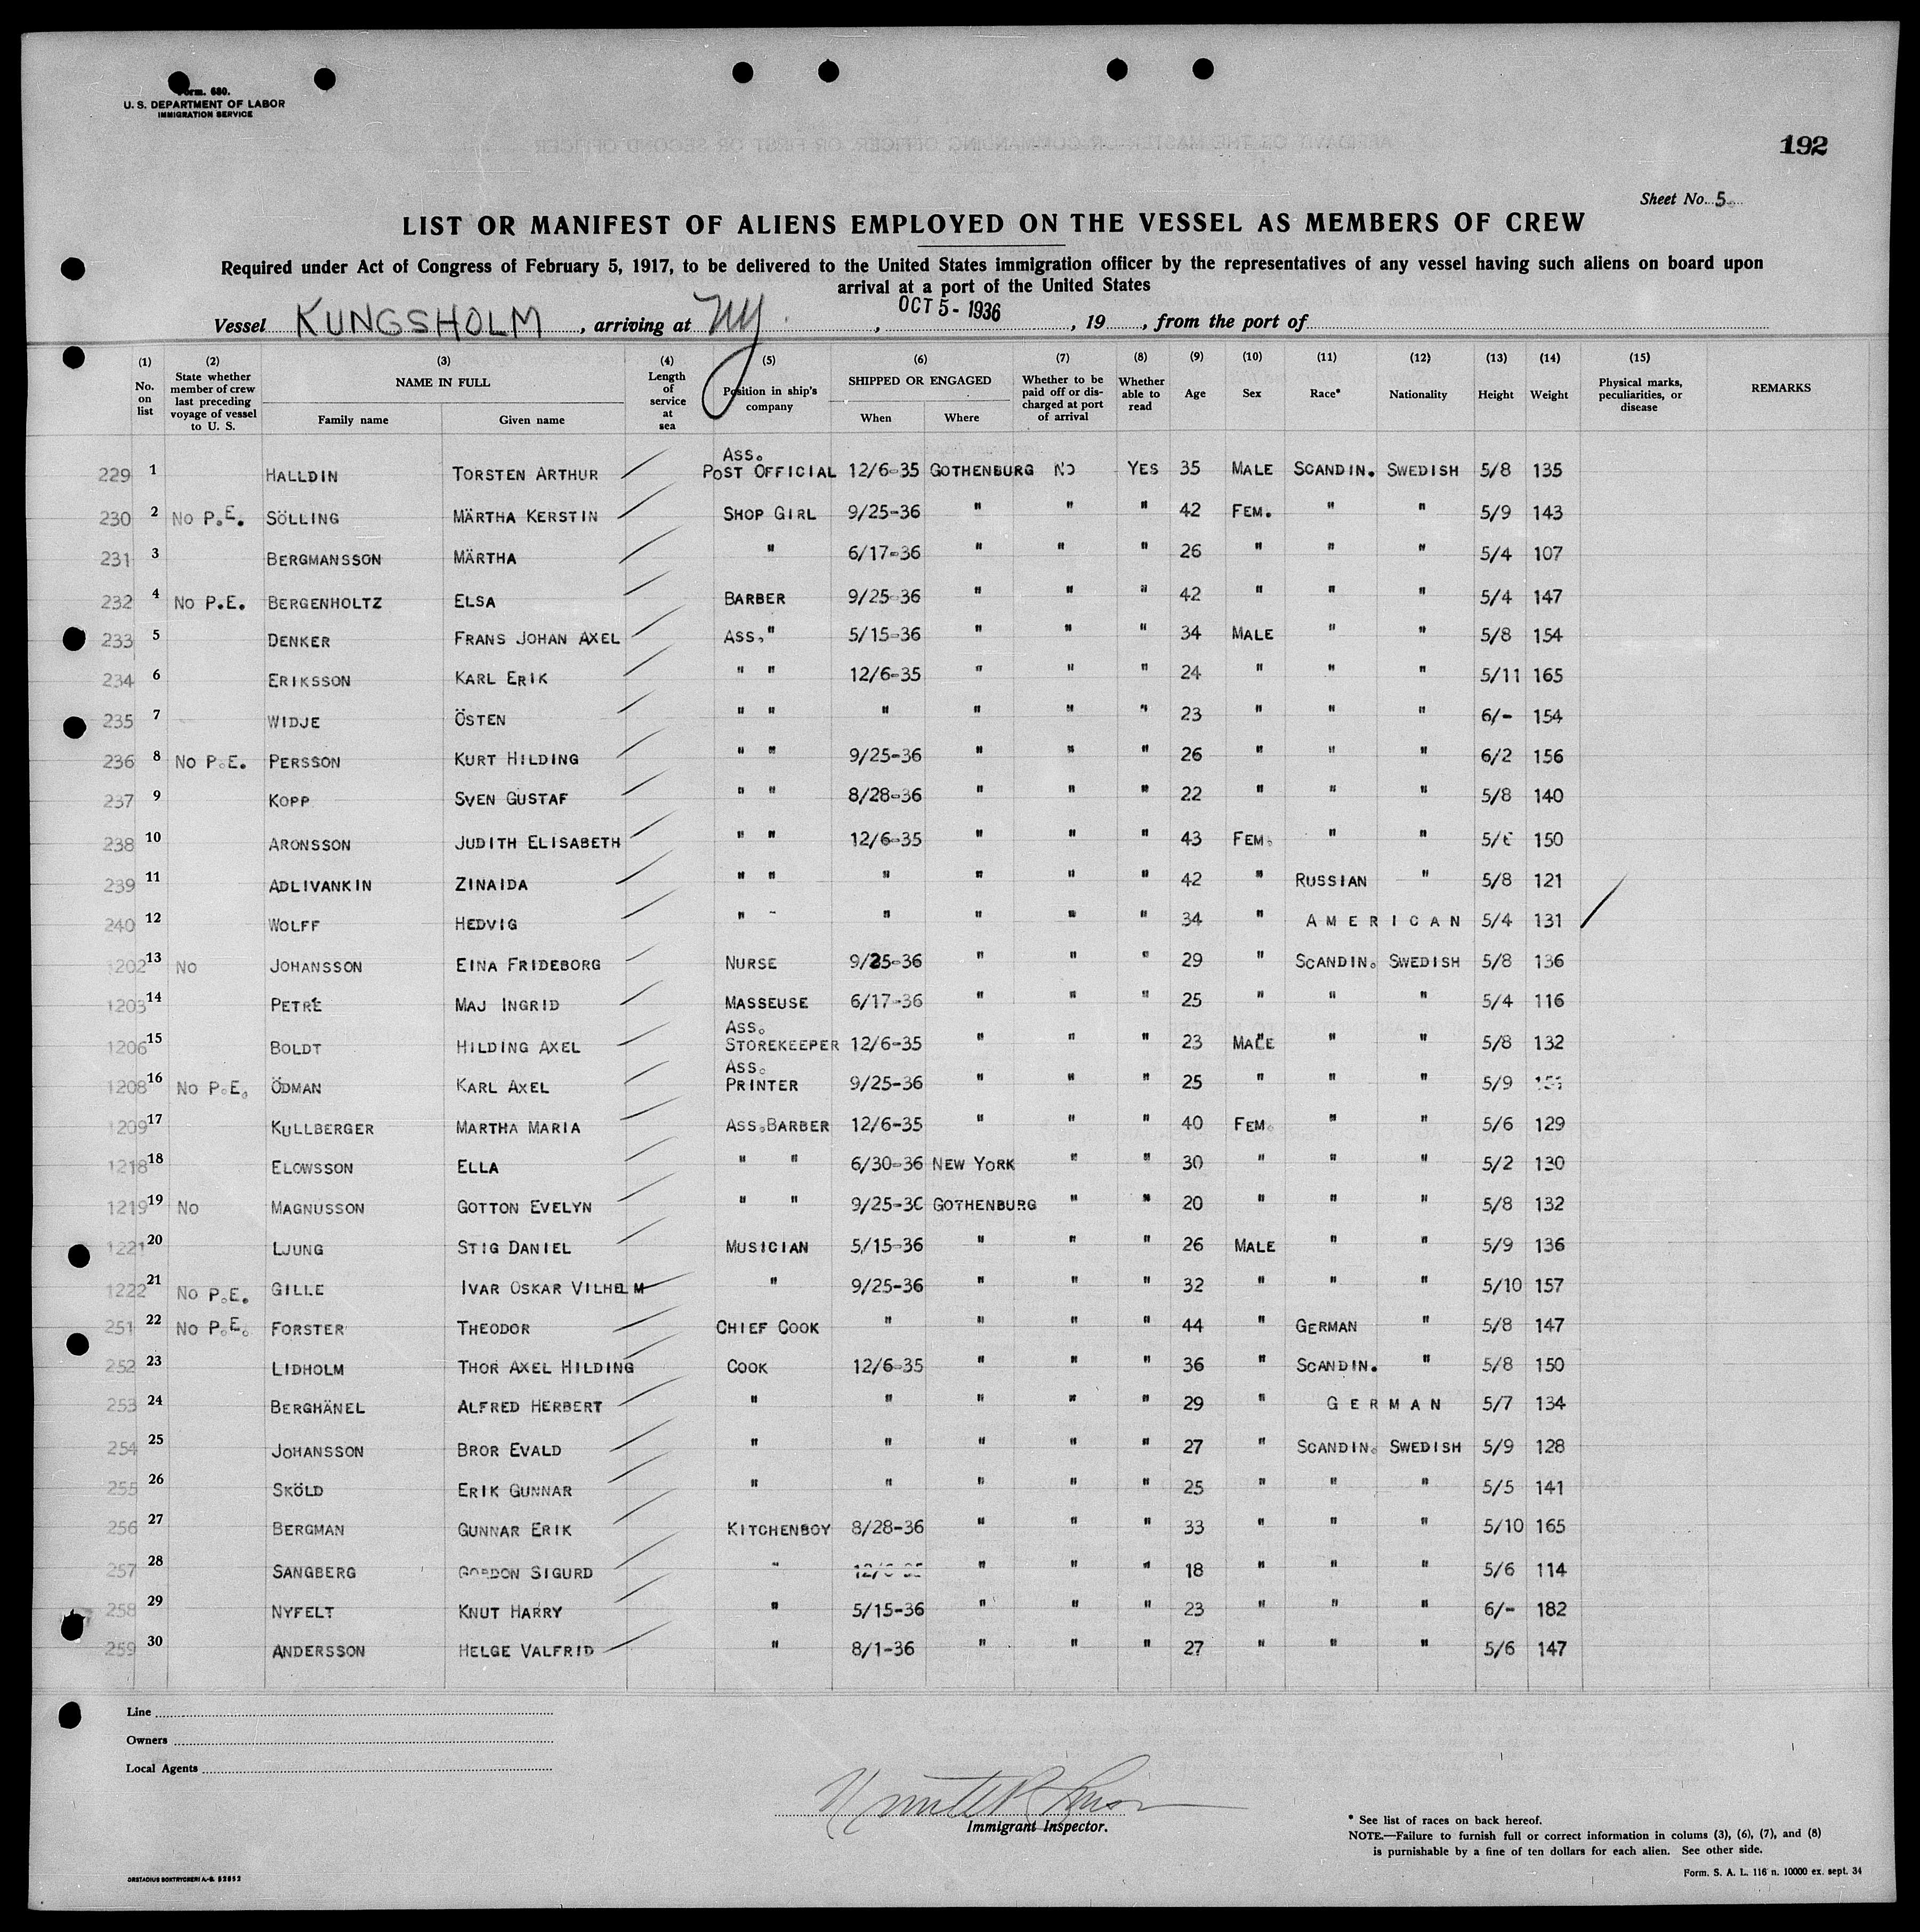 Form. 680.
U. S. DEPARTMENT OF LABOR
IMMIGRATION SERVICE
192
Sheet No. 5.
LIST OR MANIFEST OF ALIENS EMPLOYED ON THE VESSEL AS MEMBERS OF CREW
Required under Act of Congress of February 5, 1917, to be delivered to the United States immigration officer by the representatives of any vessel having such aliens on board upon
arrival at a port of the United States
Vessel KUNGSHOLM, arriving at NY, OCT 5 - 1936, 19 , from the port of
(1) (2) (3) (4) (5) (6) (7) (8) (9) (10) (11) (12) (13) (14) (15)
No. on list State whether member of crew last preceding voyage of vessel to U. S. NAME IN FULL Family name Given name Length of service at sea Position in ship's company SHIPPED OR ENGAGED When Where Whether to be paid off or discharged at port of arrival Whether able to read Age Sex Race* Nationality Height Weight Physical marks, peculiarities, or disease REMARKS
229 1 HALLDIN TORSTEN ARTHUR ASS. POST OFFICIAL 12/6-35 GOTHENBURG NO YES 35 MALE SCANDIN. SWEDISH 5/8 135
230 2 NO P.E. SÖLLING MÄRTHA KERSTIN SHOP GIRL 9/25-36 " " " 42 FEM. " " 5/9 143
231 3 BERGMANSSON MÄRTHA " 6/17-36 " " " 26 " " " 5/4 107
232 4 NO P.E. BERGENHOLTZ ELSA BARBER 9/25-36 " " " 42 " " " 5/4 147
233 5 DENKER FRANS JOHAN AXEL ASS. " 5/15-36 " " " 34 MALE " " 5/8 154
234 6 ERIKSSON KARL ERIK " " 12/6-35 " " " 24 " " " 5/11 165
235 7 WIDJE ÖSTEN " " " " " " 23 " " " 6/- 154
236 8 NO P.E. PERSSON KURT HILDING " " 9/25-36 " " " 26 " " " 6/2 156
237 9 KOPP SVEN GUSTAF " " 8/28-36 " " " 22 " " " 5/8 140
238 10 ARONSSON JUDITH ELISABETH " " 12/6-35 " " " 43 FEM. " " 150
239 11 ADLIVANKIN ZINAIDA " " " " " " 42 " RUSSIAN " 5/8 121
240 12 WOLFF HEDVIG " " " " " " 34 " AMERICAN 5/4 131
1202 13 NO JOHANSSON EINA FRIDEBORG NURSE 9/25-36 " " " 29 " SCANDIN. SWEDISH 5/8 136
1203 14 PETRÉ MAJ INGRID MASSEUSE 6/17-36 " " " 25 " " " 5/4 116
1206 15 BOLDT HILDING AXEL ASS. STOREKEEPER 12/6-35 " " " 23 MALE " " 5/8 132
1208 16 NO P.E. ÖDMAN KARL AXEL ASS. PRINTER 9/25-36 " " " 25 " " " 5/9
1209 17 KULLBERGER MARTHA MARIA ASS. BARBER 12/6-35 " " " 40 FEM. " " 5/6 129
1218 18 ELOWSSON ELLA " " 6/30-36 NEW YORK " " 30 " " " 5/2 130
1219 19 NO MAGNUSSON GOTTON EVELYN " " 9/25-36 GOTHENBURG " " 20 " " " 5/8 132
1221 20 LJUNG STIG DANIEL MUSICIAN 5/15-36 " " " 26 MALE " " 5/9 136
1222 21 NO P.E. GILLE IVAR OSKAR VILHELM " 9/25-36 " " " 32 " " " 5/10 157
251 22 NO P.E. FORSTER THEODOR CHIEF COOK " " " " 44 " GERMAN " 5/8 147
252 23 LIDHOLM THOR AXEL HILDING COOK 12/6-35 " " " 36 " SCANDIN. " 5/8 150
253 24 BERGHÄNEL ALFRED HERBERT " " " " " 29 " GERMAN 5/7 134
254 25 JOHANSSON BROR EVALD " " " " " 27 " SCANDIN. SWEDISH 5/9 128
255 26 SKÖLD ERIK GUNNAR " " " " " 25 " " " 5/5 141
256 27 BERGMAN GUNNAR ERIK KITCHENBOY 8/28-36 " " " 33 " " " 5/10 165
257 28 SANGBERG GORDON SIGURD " " " " 18 " " " 5/6 114
258 29 NYFELT KNUT HARRY " 5/15-36 " " " 23 " " " 6/- 182
259 30 ANDERSSON HELGE VALFRID " 8/1-36 " " " 27 " " " 5/6 147
Line
Owners
Local Agents
Immigrant Inspector.
* See list of races on back hereof.
NOTE.—Failure to furnish full or correct information in colums (3), (6), (7), and (8)
is purnishable by a fine of ten dollars for each alien. See other side.
ORSTADIUS BOKTRYCKERI A.-B. 52852
Form. S. A. L. 116 n. 10000 ex. sept. 34